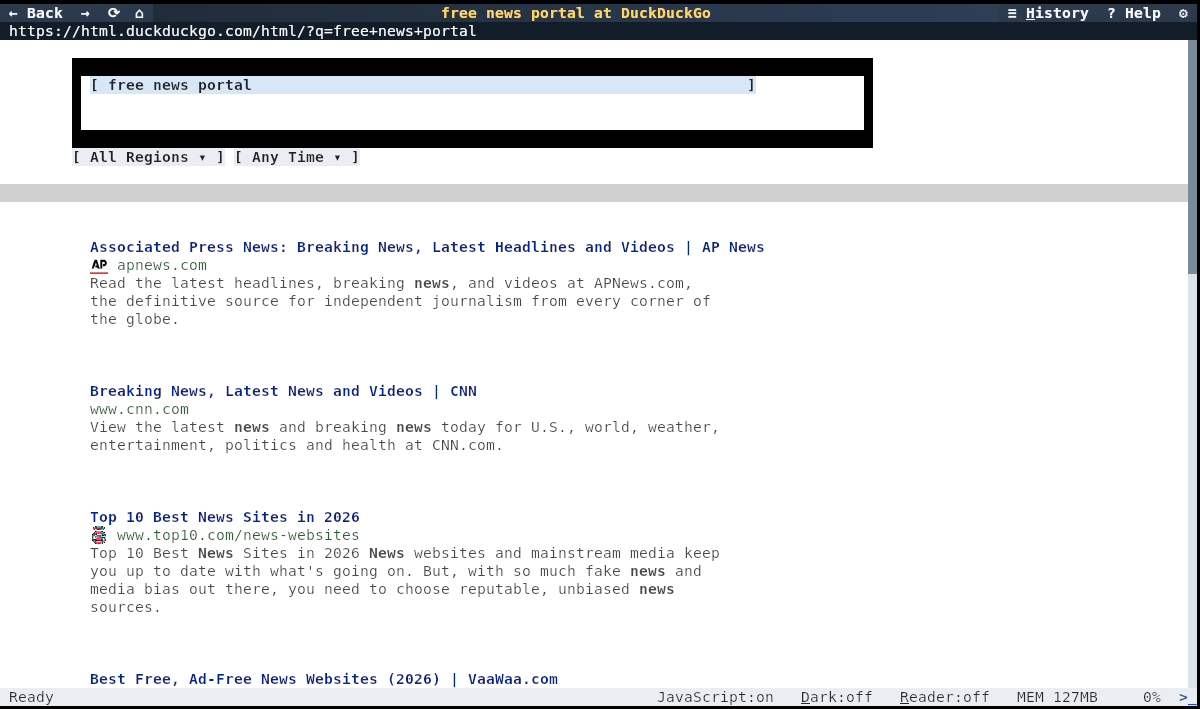 ← Back → ⟳ ⌂ free news portal at DuckDuckGo ≡ History ? Help ⚙
https://html.duckduckgo.com/html/?q=free+news+portal
[ free news portal ]
[ All Regions ▾ ] [ Any Time ▾ ]
Associated Press News: Breaking News, Latest Headlines and Videos | AP News
AP apnews.com
Read the latest headlines, breaking news, and videos at APNews.com,
the definitive source for independent journalism from every corner of
the globe.
Breaking News, Latest News and Videos | CNN
www.cnn.com
View the latest news and breaking news today for U.S., world, weather,
entertainment, politics and health at CNN.com.
Top 10 Best News Sites in 2026
www.top10.com/news-websites
Top 10 Best News Sites in 2026 News websites and mainstream media keep
you up to date with what's going on. But, with so much fake news and
media bias out there, you need to choose reputable, unbiased news
sources.
Best Free, Ad-Free News Websites (2026) | VaaWaa.com
Ready JavaScript:on Dark:off Reader:off MEM 127MB 0% >_